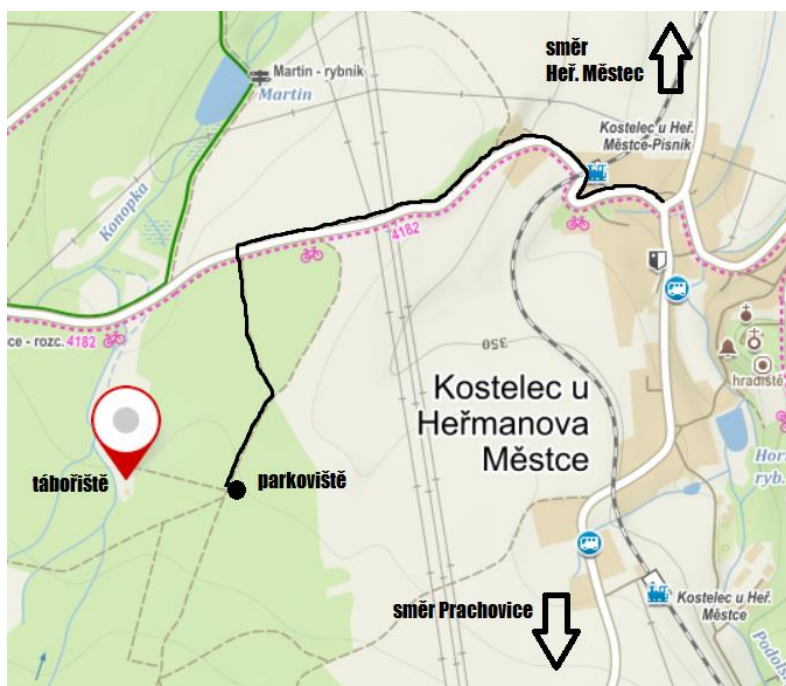 směr
Heř. Městec
Martin - rybník
Martin
Kostelec u Heř.
Městce-Písník
Konopka
4182
ce - rozc. 4182
350
hradiště
Kostelec u
Heřmanova
Městce
Hor
ryb.
tábořiště
parkoviště
směr Prachovice
Kostelec u Heř.
Městce
Podols